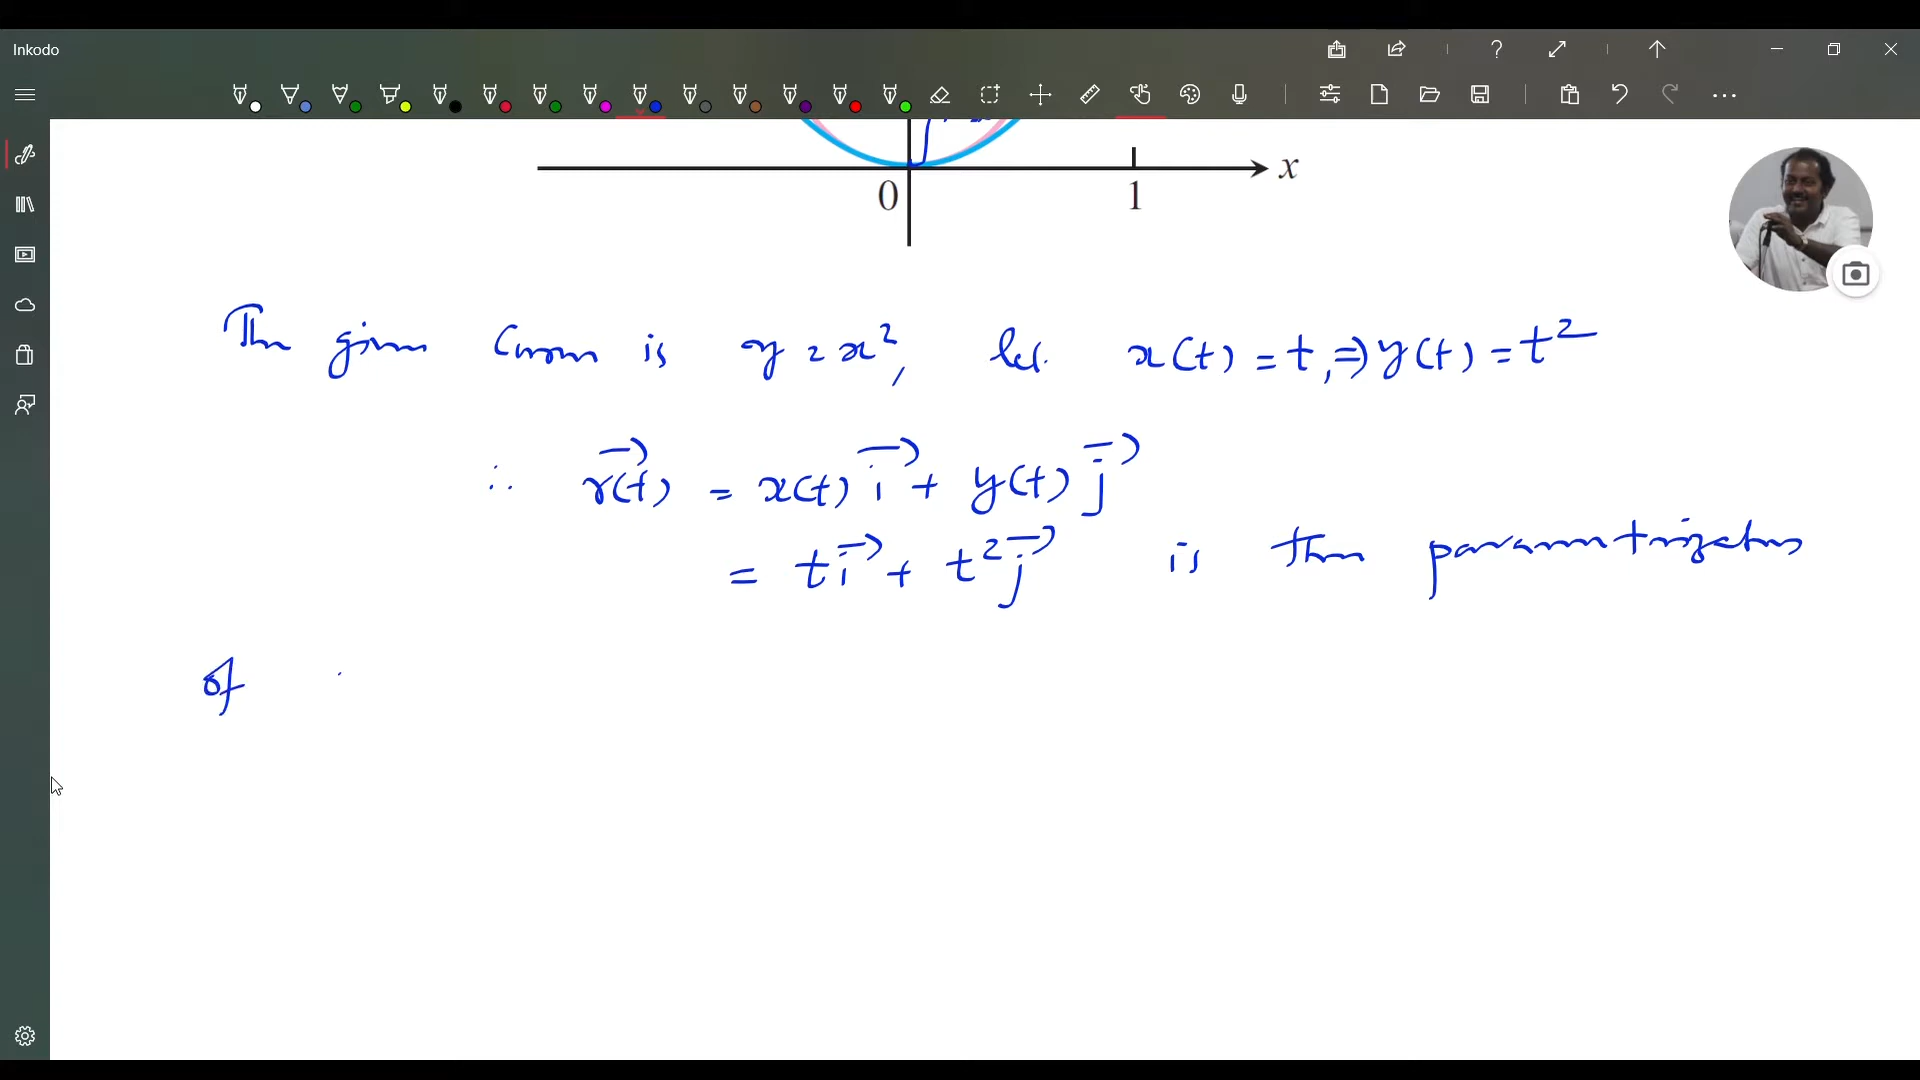 Inkodo
x
0 1
The given curve is y = x², let x(t) = t, ⇒ y(t) = t²
∴ r⃗(t) = x(t) i⃗ + y(t) j⃗
= t i⃗ + t² j⃗ is the parametrization
of